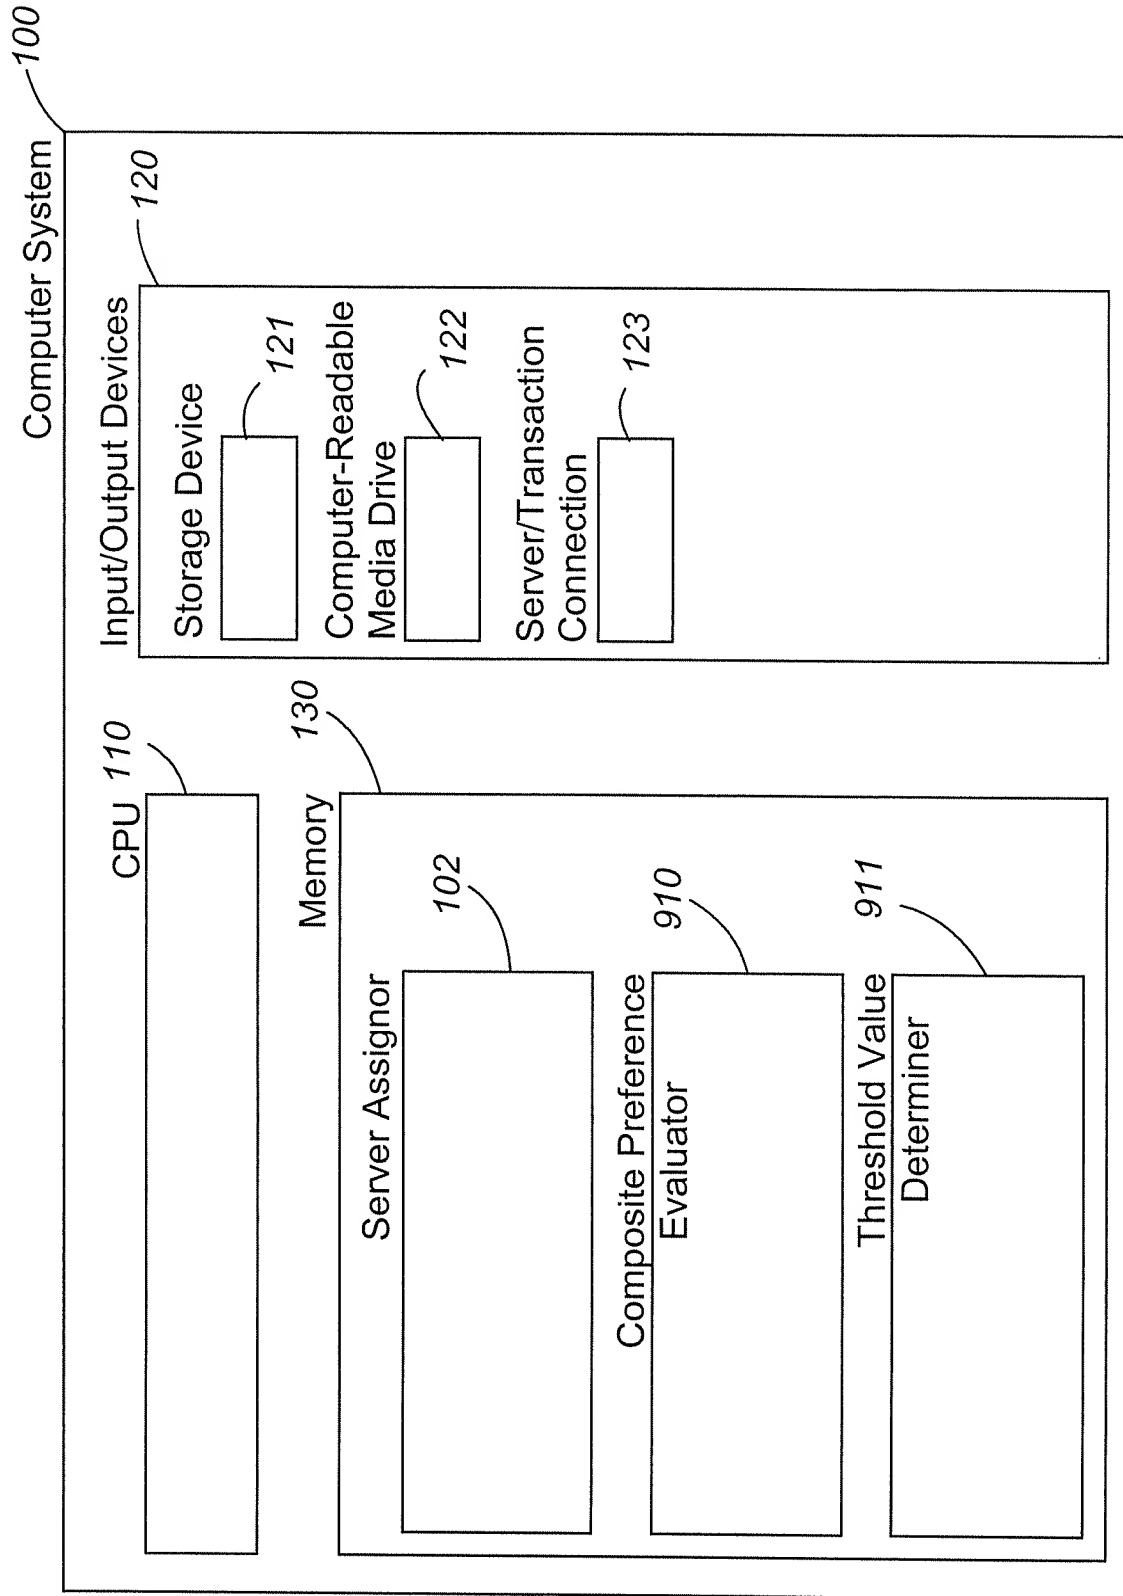 Computer System
100
CPU
110
Memory
130
Server Assignor
102
Composite Preference
Evaluator
910
Threshold Value
Determiner
911
Input/Output Devices
120
Storage Device
121
Computer-Readable
Media Drive
122
Server/Transaction
Connection
123